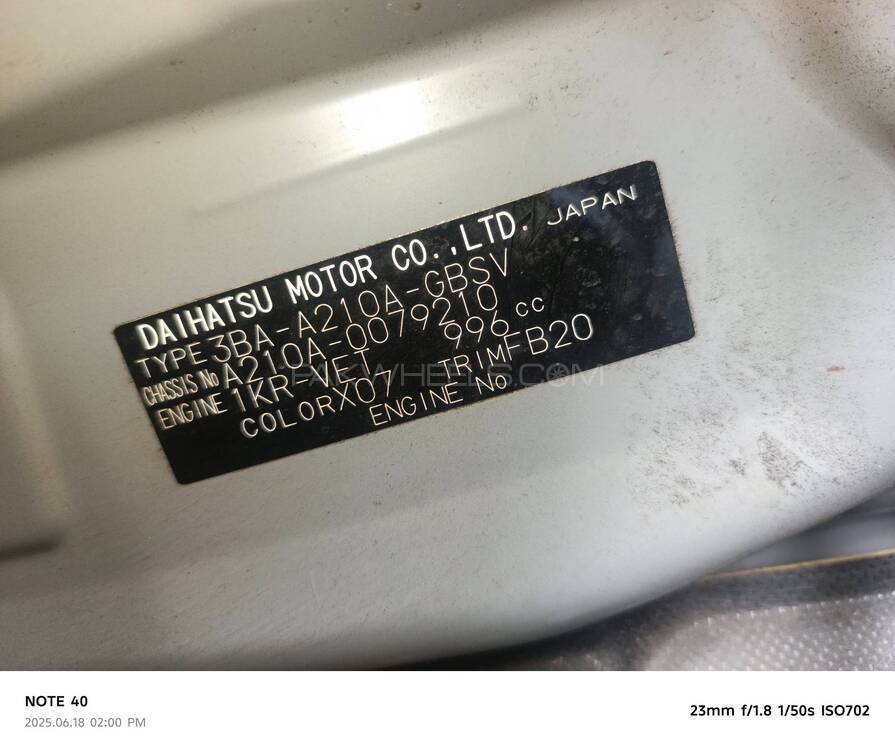 DAIHATSU MOTOR CO.,LTD. JAPAN
TYPE 3BA-A210A-GBSV
CHASSIS No A210A-0079210
ENGINE 1KR-VET 996 cc
COLOR X07 TRIM FB20
ENGINE No
PAKWHEELS.COM
NOTE 40
2025.06.18 02:00 PM
23mm f/1.8 1/50s ISO702